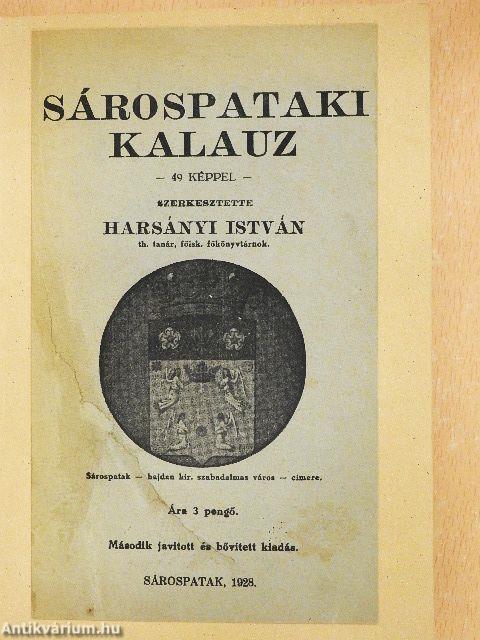 SÁROSPATAKI
KALAUZ
– 49 KÉPPEL –
SZERKESZTETTE
HARSÁNYI ISTVÁN
th. tanár, főisk. főkönyvtárnok.
Sárospatak – hajdan kir. szabadalmas város – címere.
Ára 3 pengő.
Második javított és bővített kiadás.
SÁROSPATAK, 1928.
Antikvárium.hu